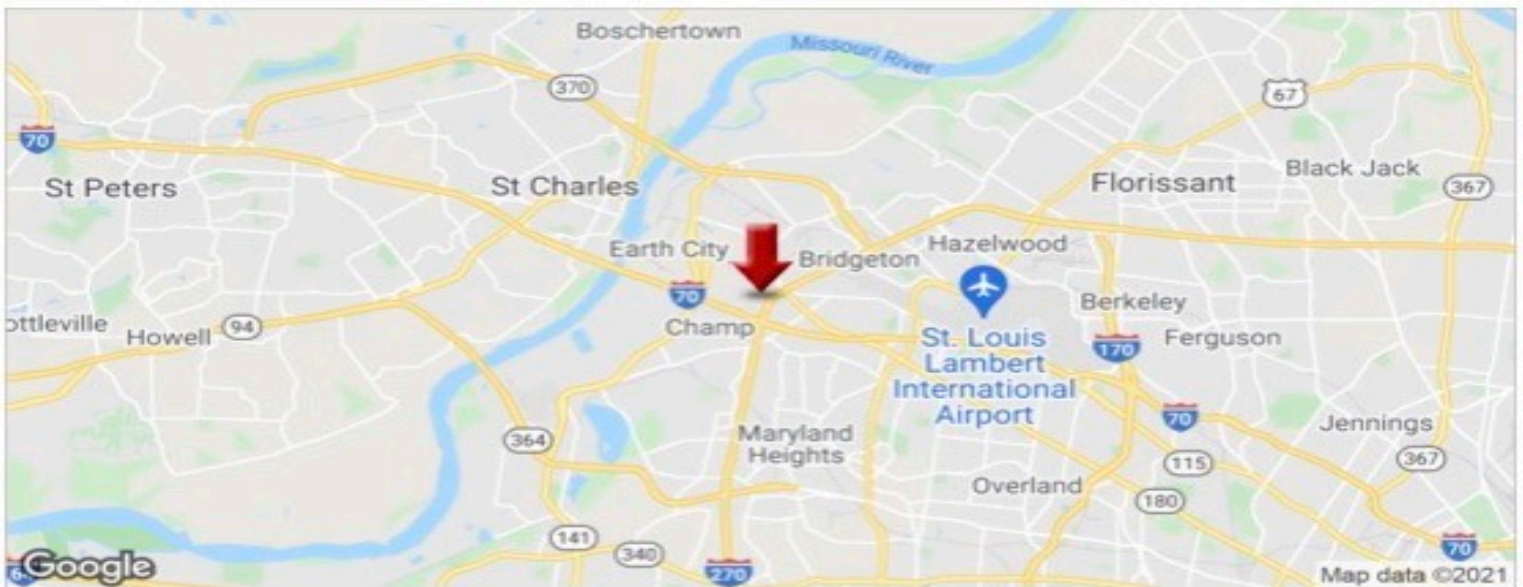 Boschertown
Missouri River
370
67
70
St Peters
St Charles
Florissant
Black Jack
367
Earth City
Bridgeton
Hazelwood
70
Champ
Berkeley
ottleville
Howell
94
St. Louis
Lambert
International
Airport
170
Ferguson
70
364
Maryland
Heights
Jennings
115
367
Overland
180
141
340
270
70
Google
Map data ©2021